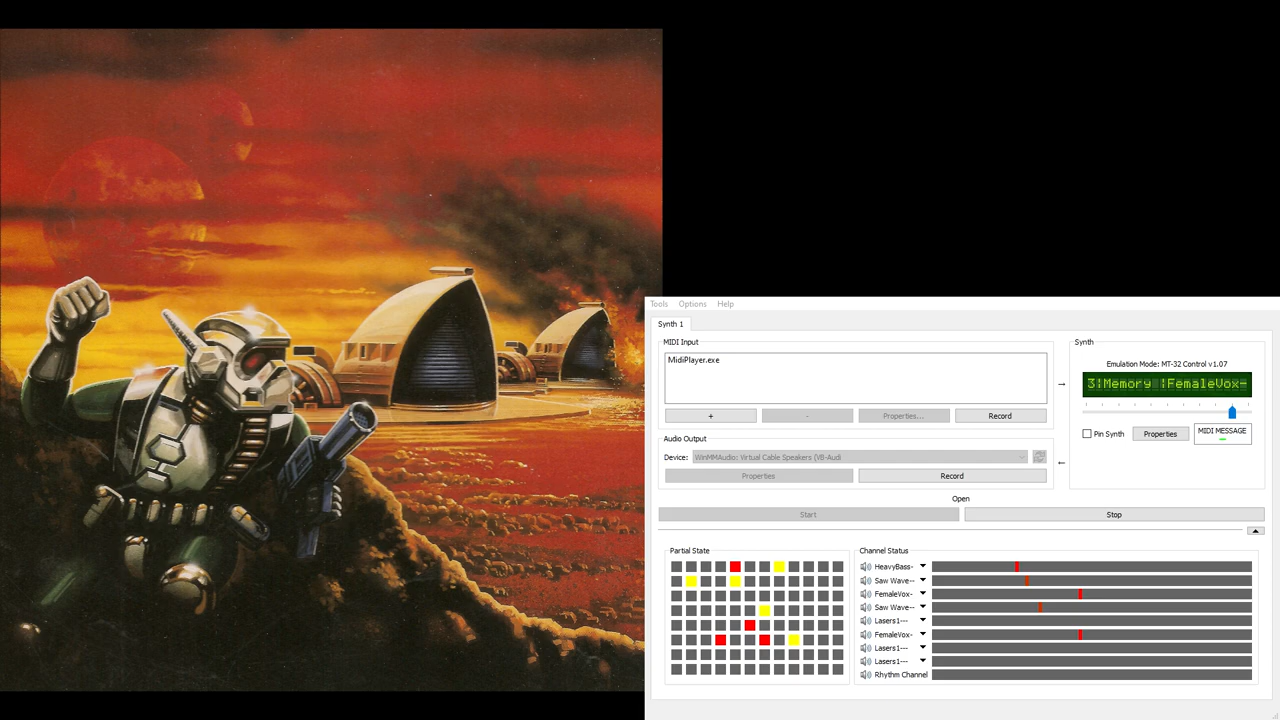 Tools Options Help
Synth 1
MIDI Input
MidiPlayer.exe
+
-
Properties...
Record
Audio Output
Device:
WinMMAudio: Virtual Cable Speakers (VB-Audi
Properties
Record
Synth
Emulation Mode: MT-32 Control v1.07
3¦Memory ¦FemaleVox-
Pin Synth
Properties
MIDI MESSAGE
Open
Start
Stop
Partial State
Channel Status
HeavyBass-
Saw Wave--
FemaleVox-
Saw Wave--
Lasers1---
FemaleVox-
Lasers1---
Lasers1---
Rhythm Channel